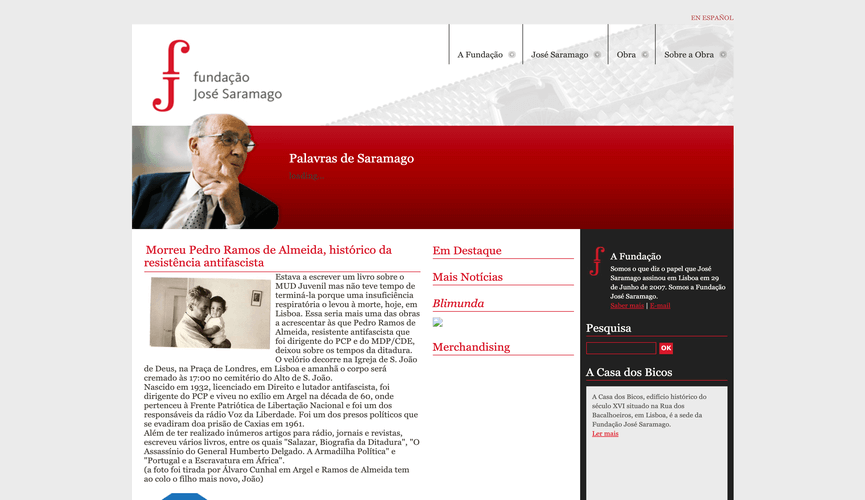 EN ESPAÑOL
fundação
José Saramago
A Fundação
José Saramago
Obra
Sobre a Obra
Palavras de Saramago
Morreu Pedro Ramos de Almeida, histórico da
resistência antifascista
Estava a escrever um livro sobre o
MUD Juvenil mas não teve tempo de
terminá-la porque uma insuficiência
respiratória o levou à morte, hoje, em
Lisboa. Essa seria mais uma das obras
a acrescentar às que Pedro Ramos de
Almeida, resistente antifascista que
foi dirigente do PCP e do MDP/CDE,
deixou sobre os tempos da ditadura.
O velório decorre na Igreja de S. João
de Deus, na Praça de Londres, em Lisboa e amanhã o corpo será
cremado às 17:00 no cemitério do Alto de S. João.
Nascido em 1932, licenciado em Direito e lutador antifascista, foi
dirigente do PCP e viveu no exílio em Argel na década de 60, onde
pertenceu à Frente Patriótica de Libertação Nacional e foi um dos
responsáveis da rádio Voz da Liberdade. Foi um dos presos políticos que
se evadiram doa prisão de Caxias em 1961.
Além de ter realizado inúmeros artigos para rádio, jornais e revistas,
escreveu vários livros, entre os quais "Salazar, Biografia da Ditadura", "O
Assassínio do General Humberto Delgado. A Armadilha Política" e
"Portugal e a Escravatura em África".
(a foto foi tirada por Álvaro Cunhal em Argel e Ramos de Almeida tem
ao colo o filho mais novo, João)
Em Destaque
Mais Notícias
Blimunda
Merchandising
A Fundação
Somos o que diz o papel que José
Saramago assinou em Lisboa em 29
de Junho de 2007. Somos a Fundação
José Saramago.
Saber mais | E-mail
Pesquisa
OK
A Casa dos Bicos
A Casa dos Bicos, edifício histórico do
século XVI situado na Rua dos
Bacalhoeiros, em Lisboa, é a sede da
Fundação José Saramago.
Ler mais